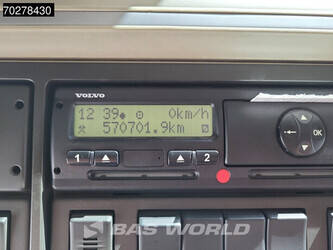 70278430
VOLVO
12 39 0km/h
570701.9km
1 2
OK
BAS WORLD